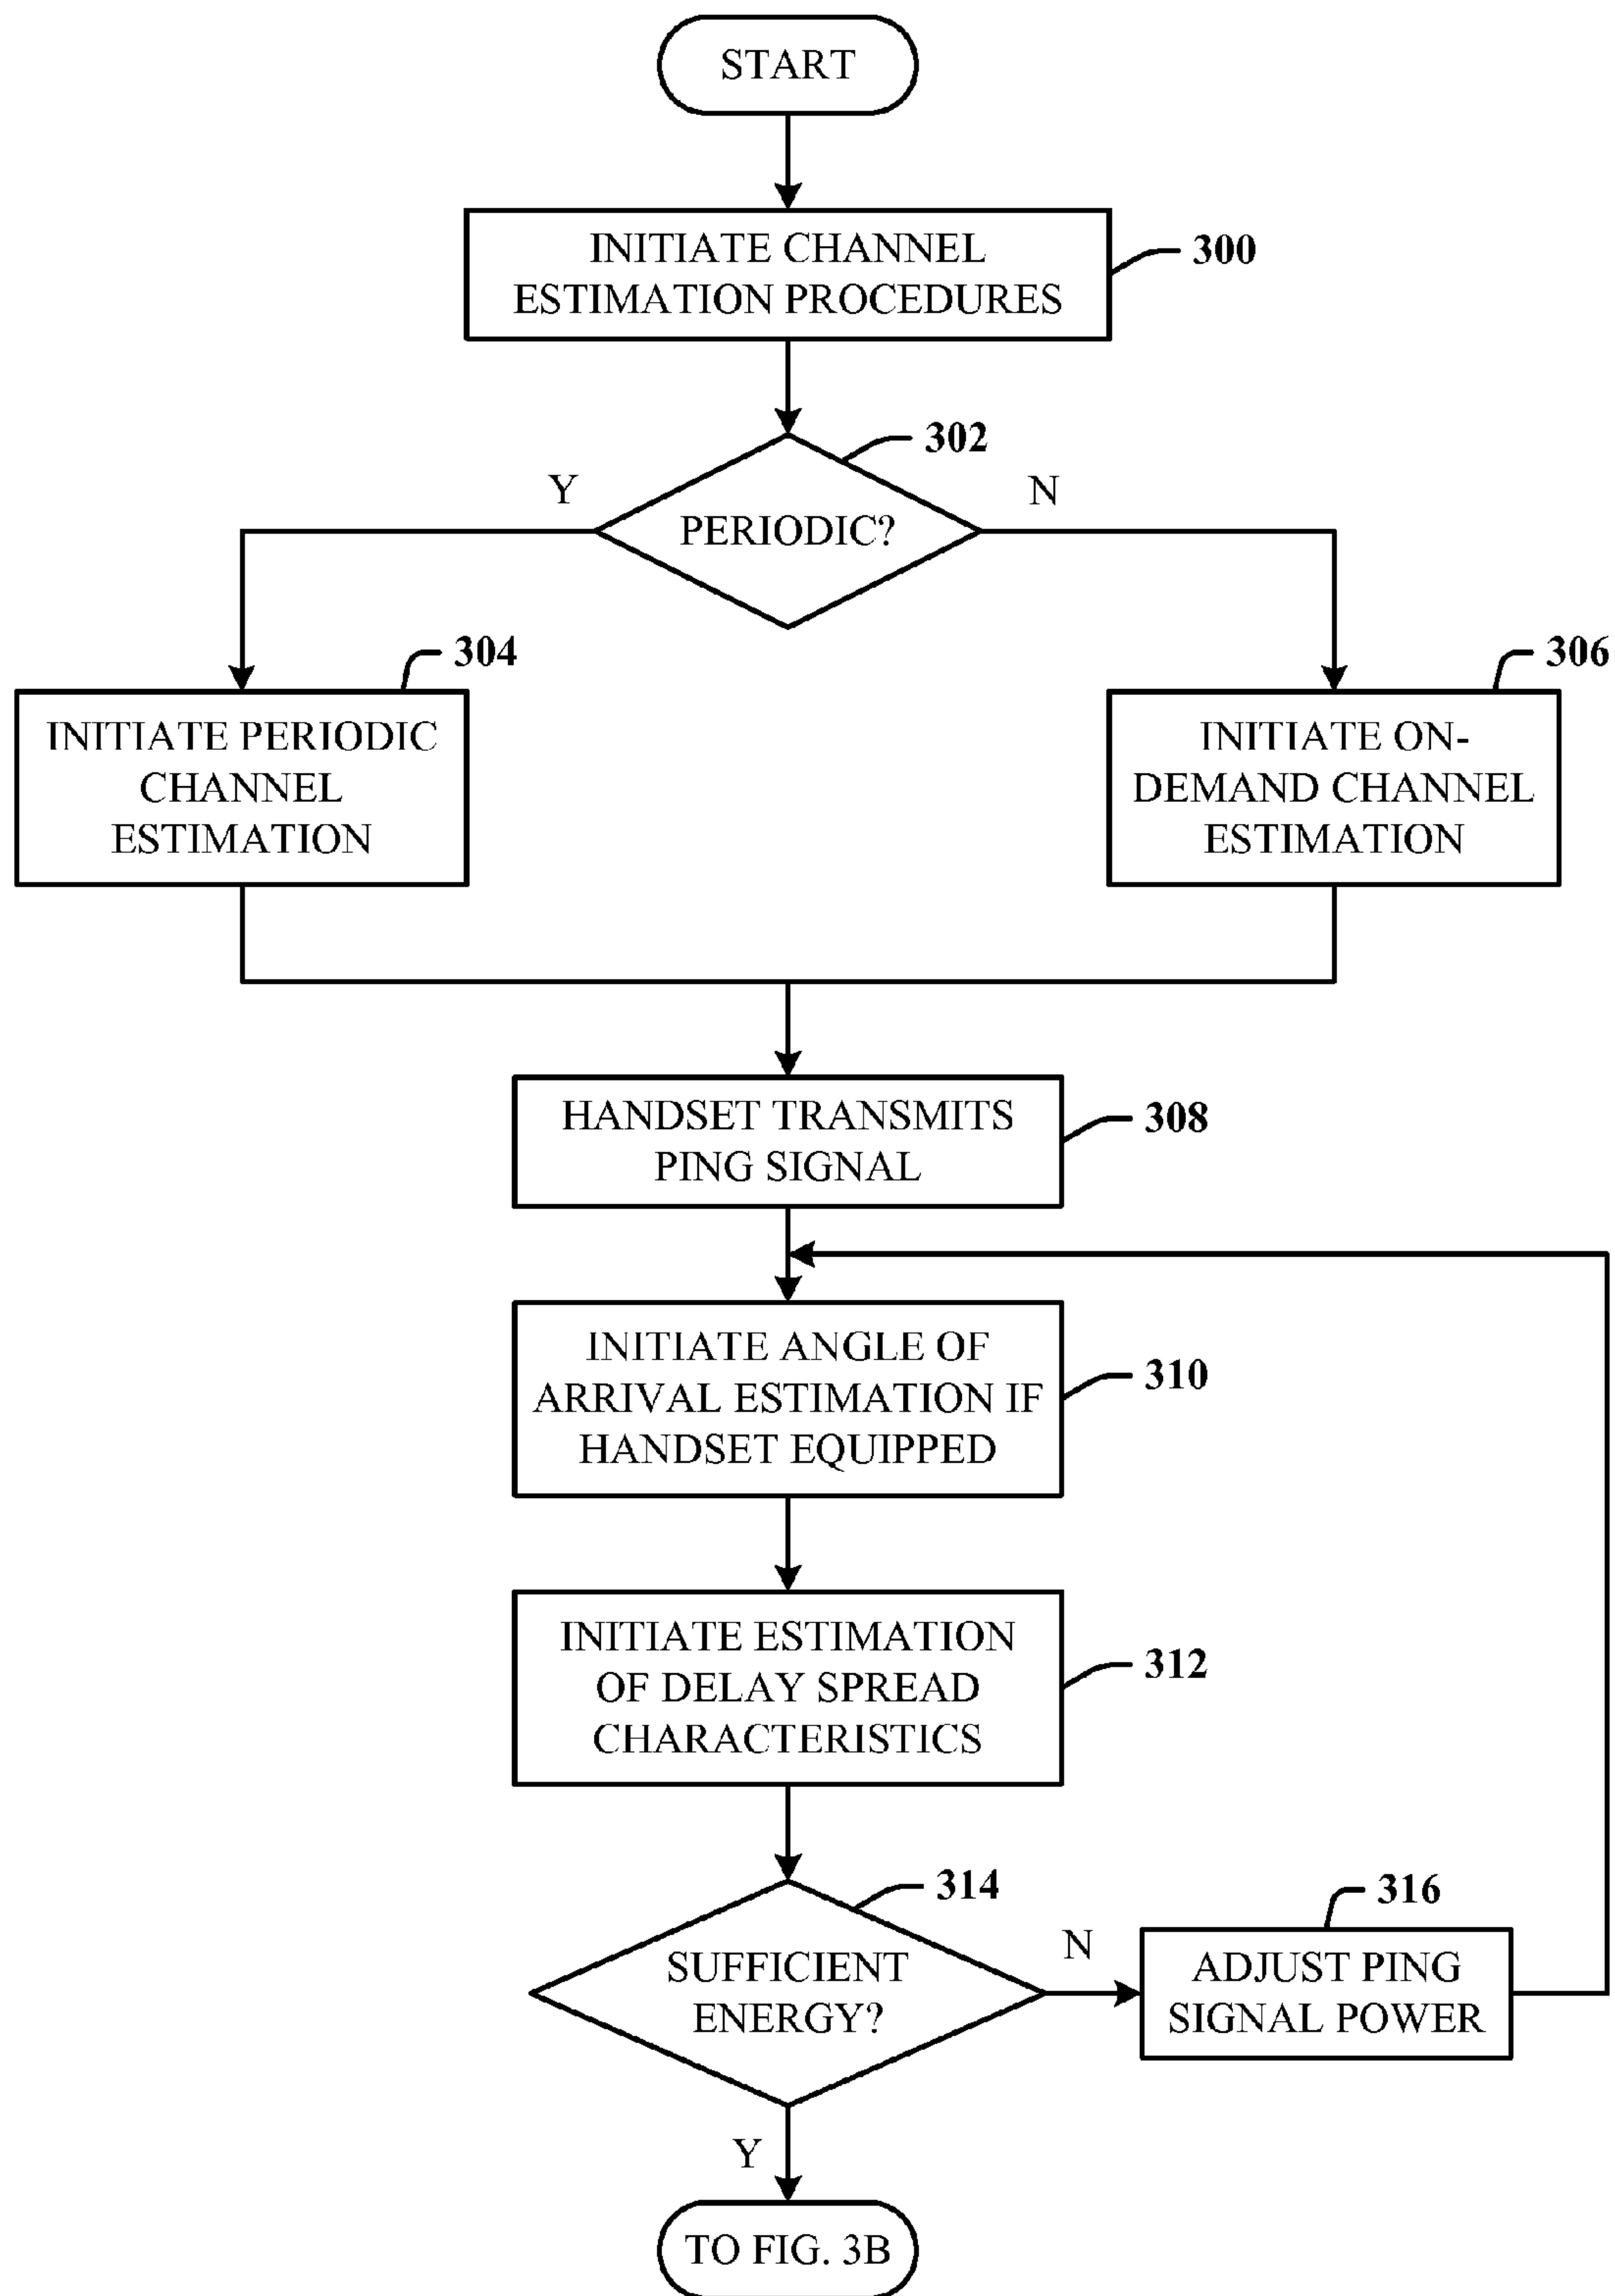 START
INITIATE CHANNEL
ESTIMATION PROCEDURES
300
302
Y
N
PERIODIC?
304
306
INITIATE PERIODIC
CHANNEL
ESTIMATION
INITIATE ON-
DEMAND CHANNEL
ESTIMATION
HANDSET TRANSMITS
PING SIGNAL
308
INITIATE ANGLE OF
ARRIVAL ESTIMATION IF
HANDSET EQUIPPED
310
INITIATE ESTIMATION
OF DELAY SPREAD
CHARACTERISTICS
312
314
316
SUFFICIENT
ENERGY?
N
ADJUST PING
SIGNAL POWER
Y
TO FIG. 3B